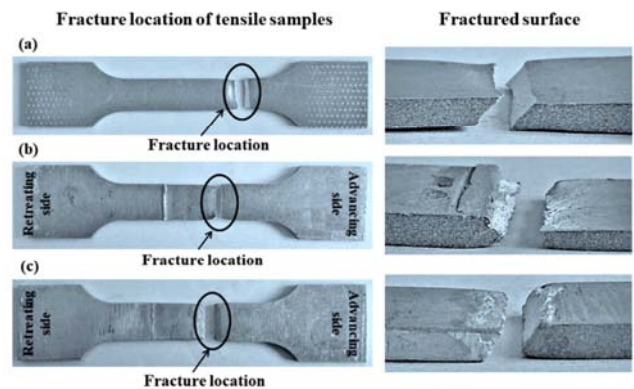 Fracture location of tensile samples
Fractured surface
(a)
Fracture location
(b)
Retreating
side
Advancing
side
Fracture location
(c)
Retreating
side
Advancing
side
Fracture location